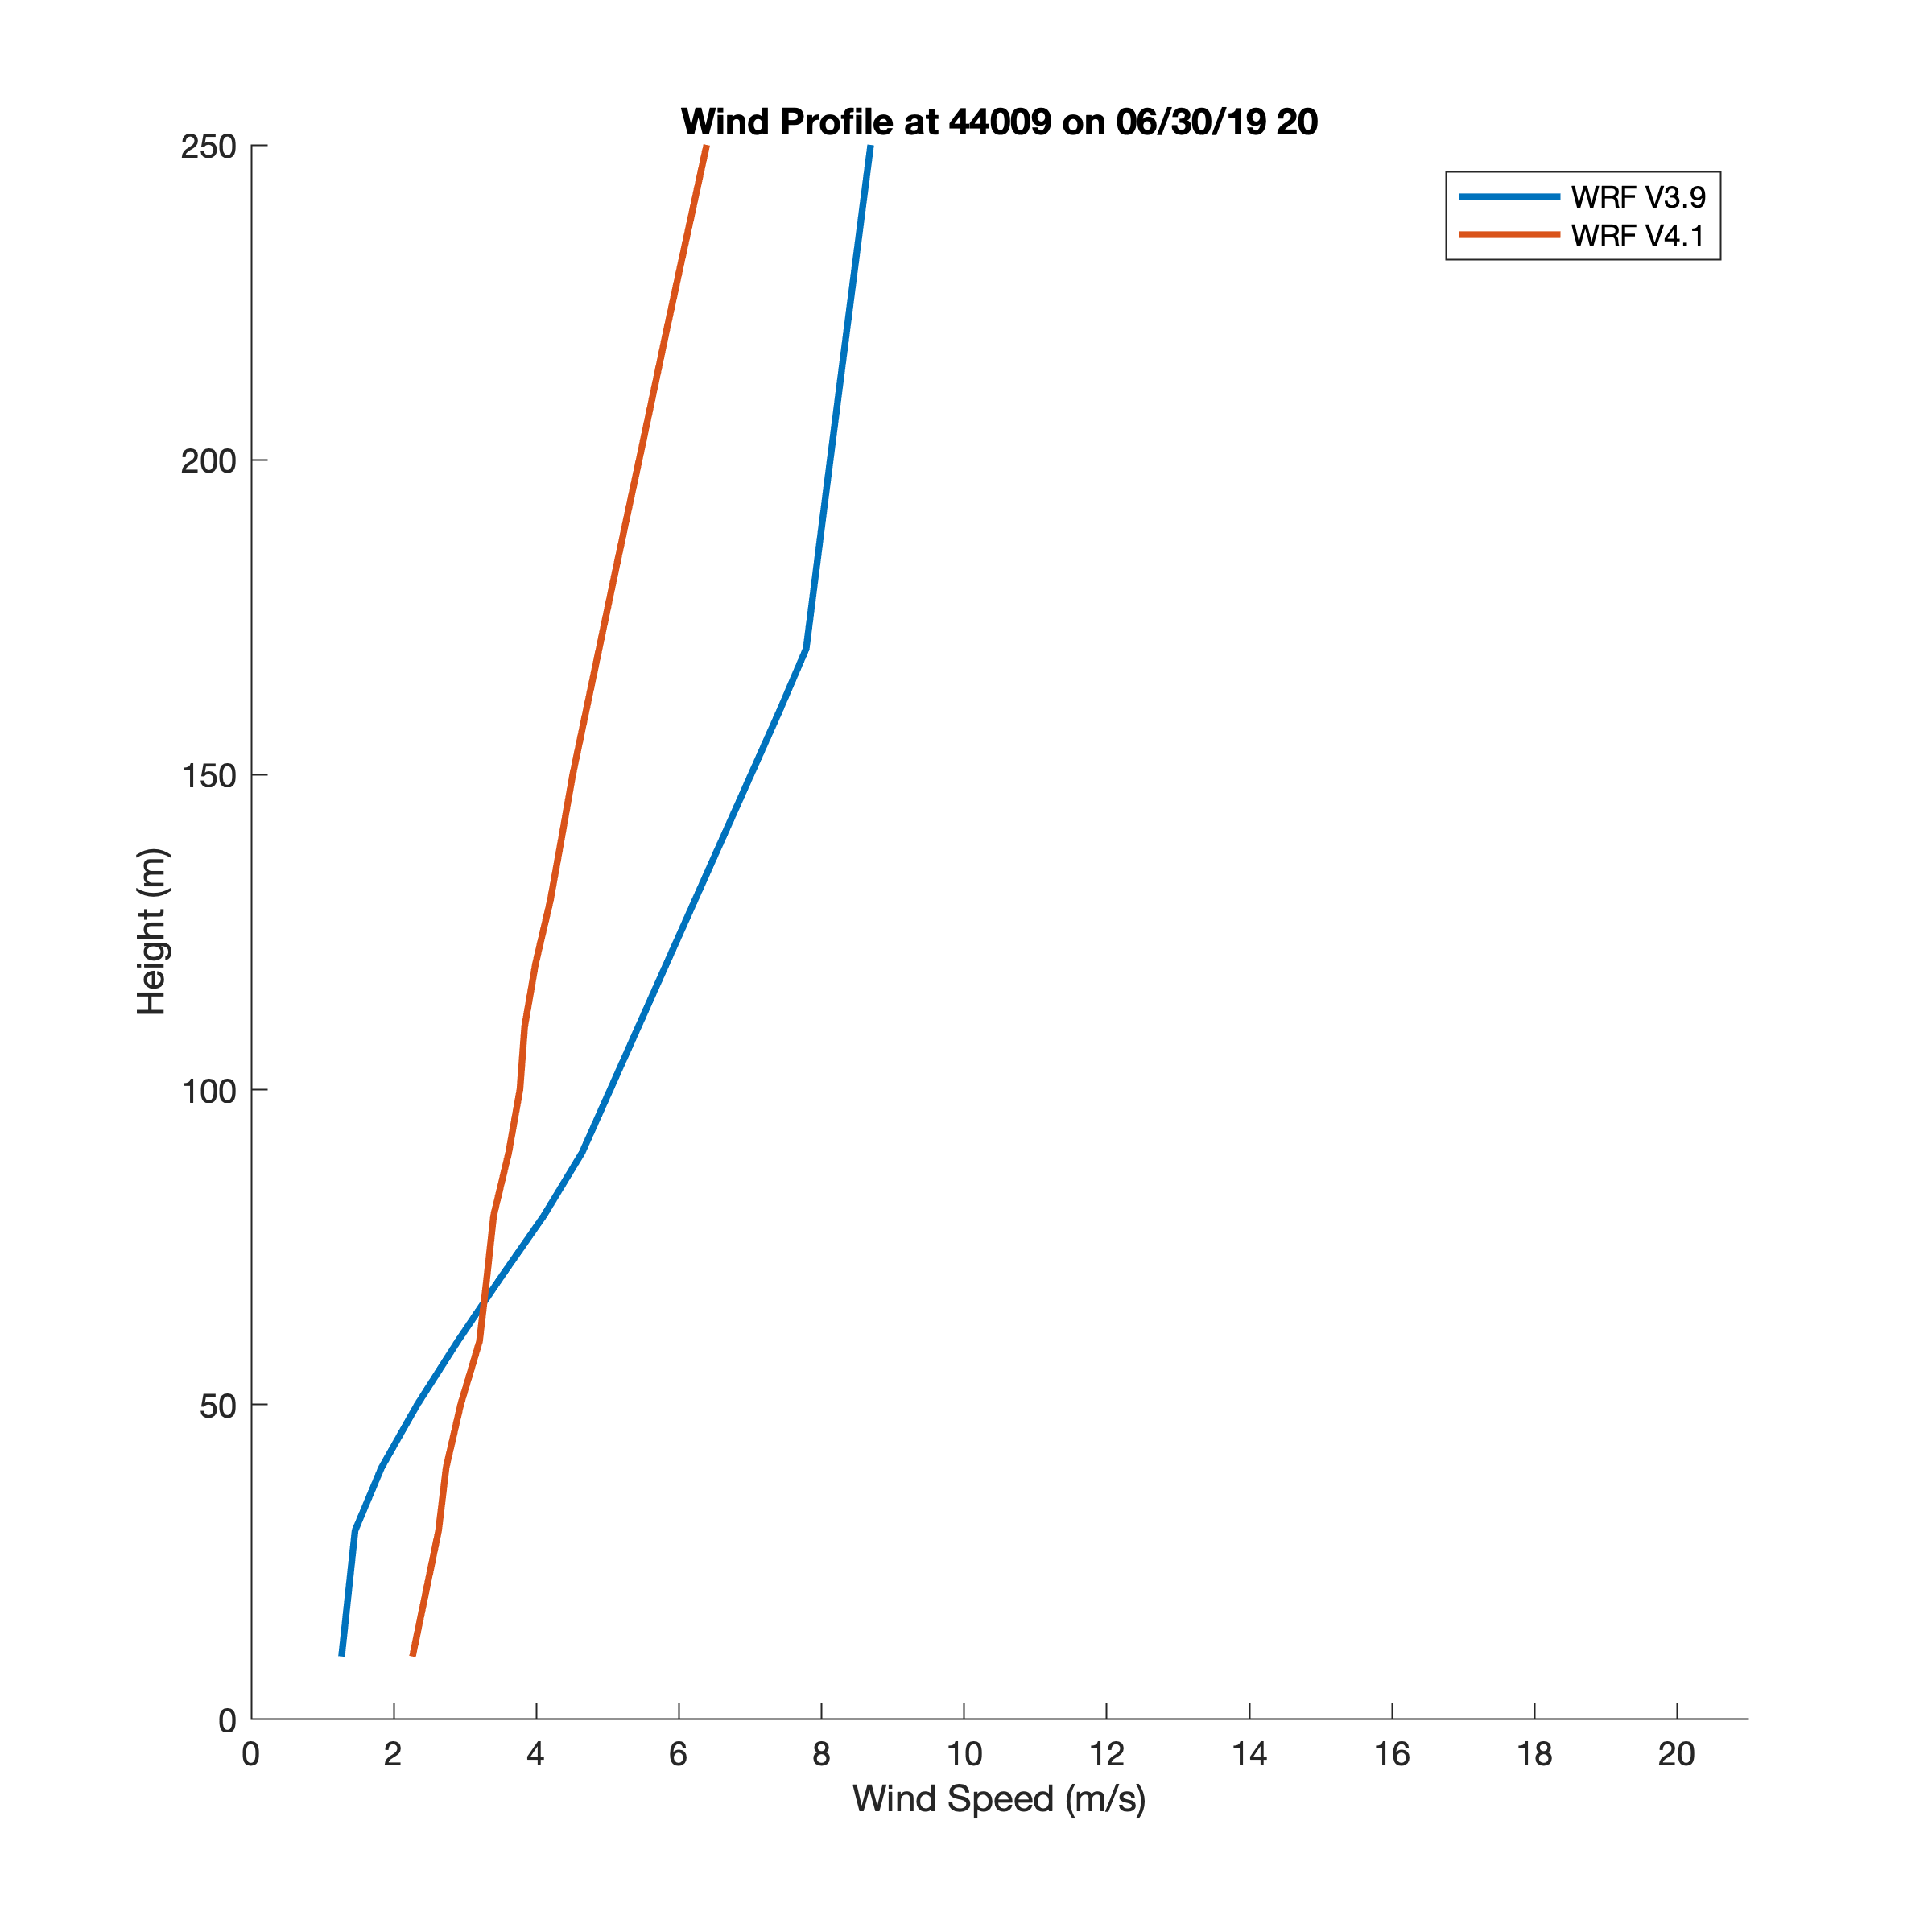 Wind Profile at 44009 on 06/30/19 20
WRF V3.9
WRF V4.1
250
200
150
100
50
0
Height (m)
0 2 4 6 8 10 12 14 16 18 20
Wind Speed (m/s)